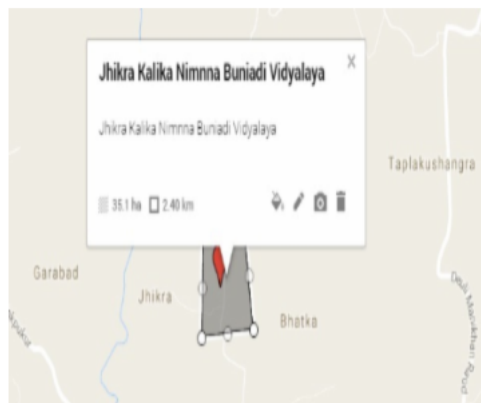 Jhikra Kalika Nimnna Buniadi Vidyalaya
Jhikra Kalika Nimnna Buniadi Vidyalaya
35.1 ha 2.40 km
Taplakushangra
Garabad
Jhikra
Bhatka
Road